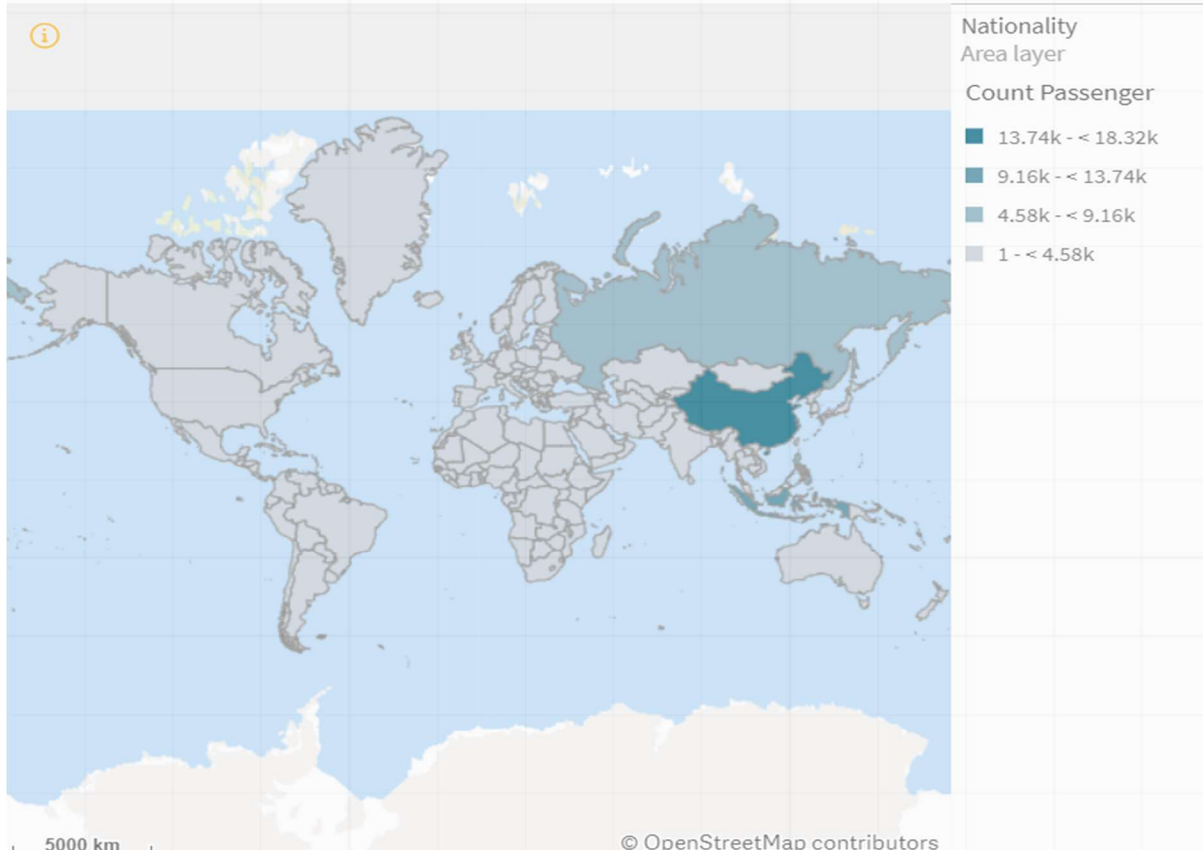 Nationality
Area layer
Count Passenger
13.74k - < 18.32k
9.16k - < 13.74k
4.58k - < 9.16k
1 - < 4.58k
5000 km
© OpenStreetMap contributors